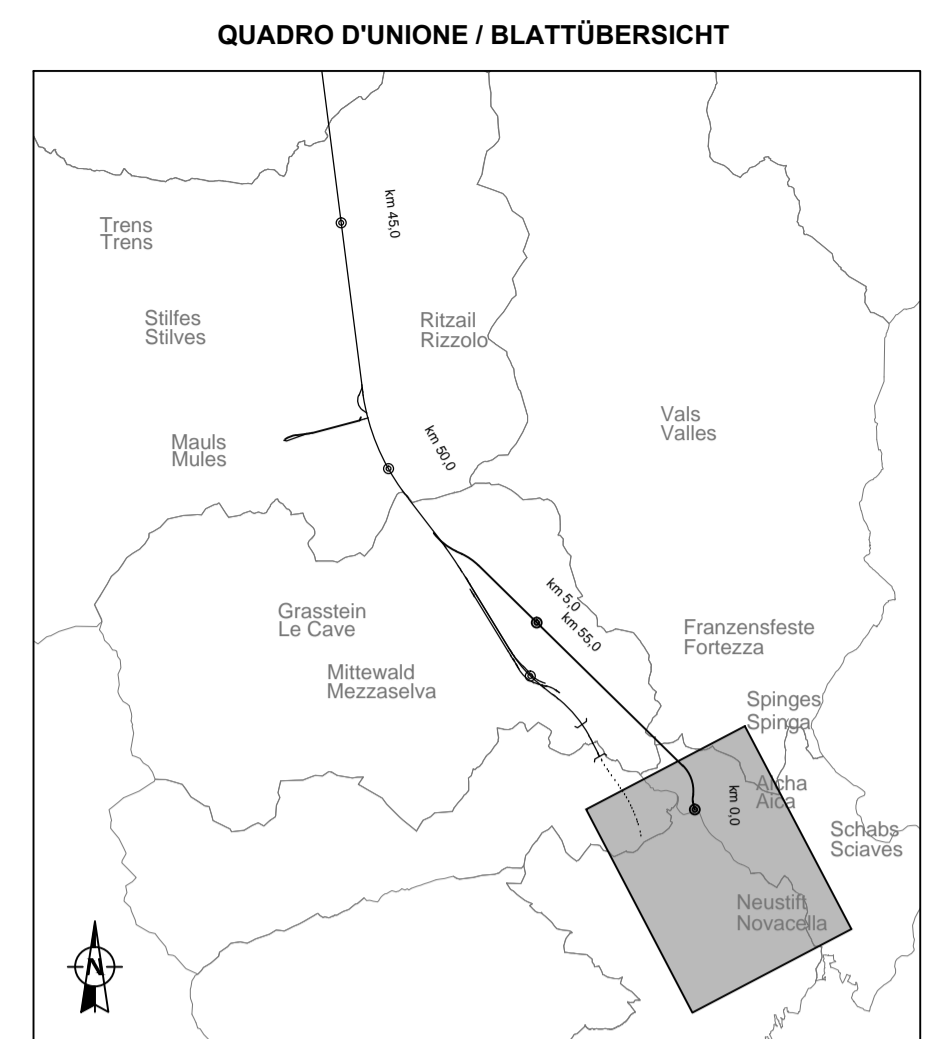 QUADRO D'UNIONE / BLATTÜBERSICHT
km 45,0
Trens
Trens
Stilfes
Stilves
Ritzail
Rizzolo
Vals
Valles
Mauls
Mules
km 50,0
km 5,0
km 55,0
Grasstein
Le Cave
Franzensfeste
Fortezza
Mittewald
Mezzaselva
Spinges
Spinga
Aicha
Aica
km 0,0
Schabs
Sciaves
Neustift
Novacella
N